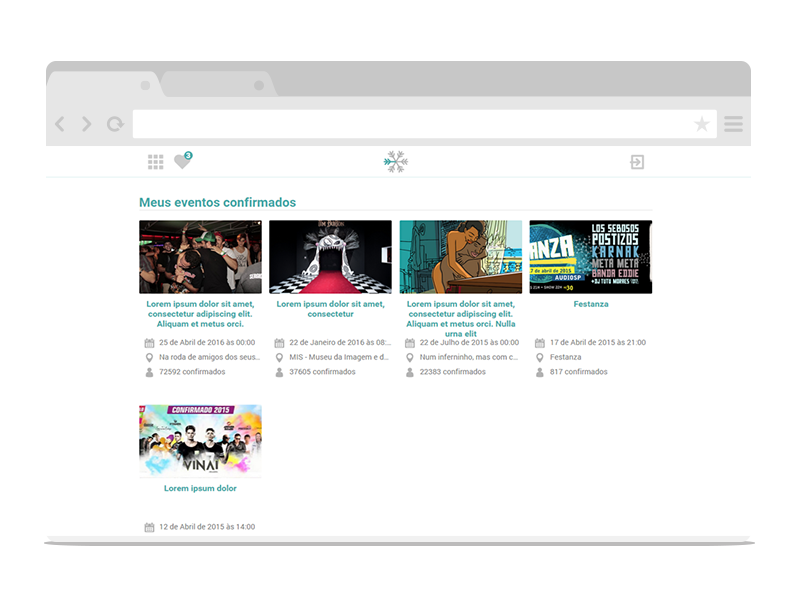 3
Meus eventos confirmados
Lorem ipsum dolor sit amet,
consectetur adipiscing elit.
Aliquam et metus orci.
25 de Abril de 2016 às 00:00
Na roda de amigos dos seus...
72592 confirmados
Lorem ipsum dolor sit amet,
consectetur
22 de Janeiro de 2016 às 08:...
MIS - Museu da Imagem e d...
37605 confirmados
Lorem ipsum dolor sit amet,
consectetur adipiscing elit.
Aliquam et metus orci. Nulla
urna elit
22 de Julho de 2015 às 00:00
Num inferninho, mas com c...
22383 confirmados
ANZA
7 de abril de 2015
AUDIOSP
LOS SEBOSOS
POSTIZOS
KARNAK
META META
BANDA EDDIE
+DJ TUTU MORAES
Festanza
17 de Abril de 2015 às 21:00
Festanza
817 confirmados
CONFIRMADO 2015
VINAI
Lorem ipsum dolor
12 de Abril de 2015 às 14:00